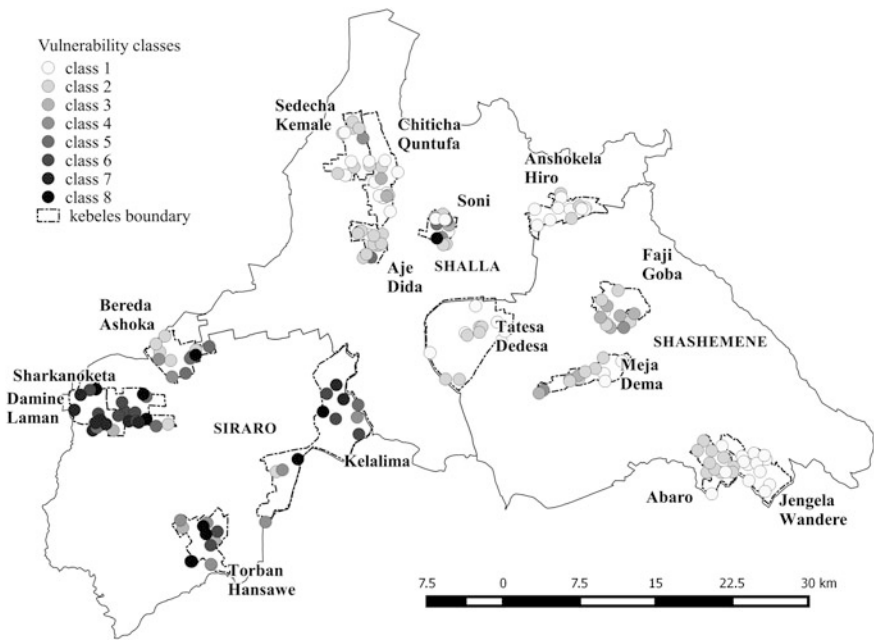 Vulnerability classes
class 1
class 2
class 3
class 4
class 5
class 6
class 7
class 8
kebeles boundary
Sedecha
Kemale
Chiticha
Quntufa
Anshokela
Hiro
Soni
SHALLA
Aje
Dida
Faji
Goba
Bereda
Ashoka
Tatesa
Dedesa
SHASHEMENE
Meja
Dema
Sharkanoketa
Damine
Laman
SIRARO
Kelalima
Abaro
Jengela
Wandere
Torban
Hansawe
7.5 0 7.5 15 22.5 30 km